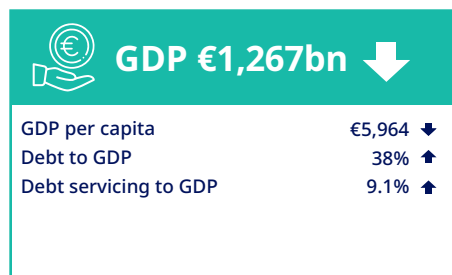 GDP €1,267bn
GDP per capita €5,964
Debt to GDP 38%
Debt servicing to GDP 9.1%